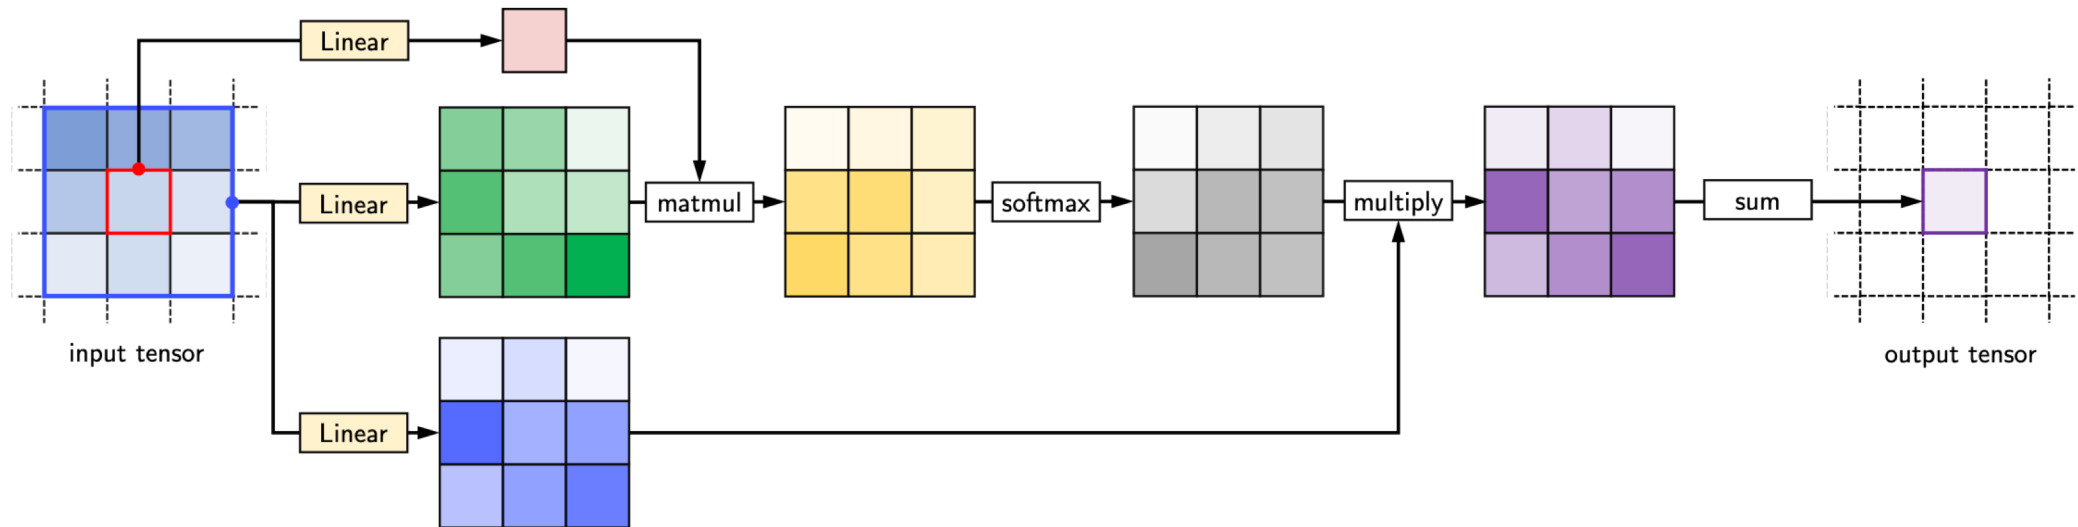 Linear
Linear
matmul
softmax
multiply
sum
input tensor
output tensor
Linear